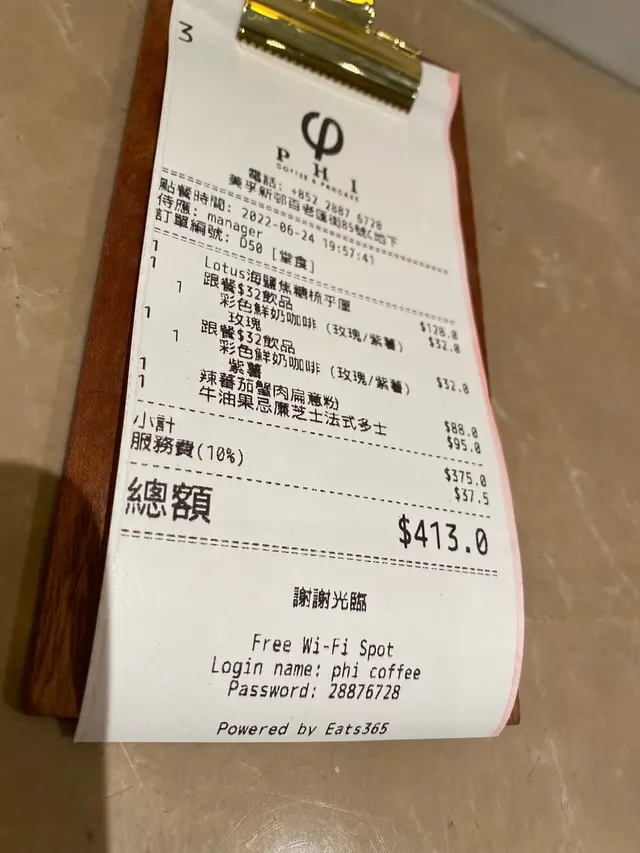 3
φ
PHI
COFFEE & PANCAKE
電話: +852 2887 6728
美孚新邨百老匯街85號C地下
點餐時間: 2022-06-24 19:57:41
侍應: manager
訂單編號: D50 [堂食]
1 Lotus海鹽焦糖梳乎厘 $128.0
1 跟餐$32飲品 $32.0
1 彩色鮮奶咖啡 (玫瑰/紫薯)
玫瑰
1 跟餐$32飲品 $32.0
1 彩色鮮奶咖啡 (玫瑰/紫薯)
紫薯
1 辣蕃茄蟹肉扁意粉 $88.0
1 牛油果忌廉芝士法式多士 $95.0
小計 $375.0
服務費(10%) $37.5
總額 $413.0
謝謝光臨
Free Wi-Fi Spot
Login name: phi coffee
Password: 28876728
Powered by Eats365